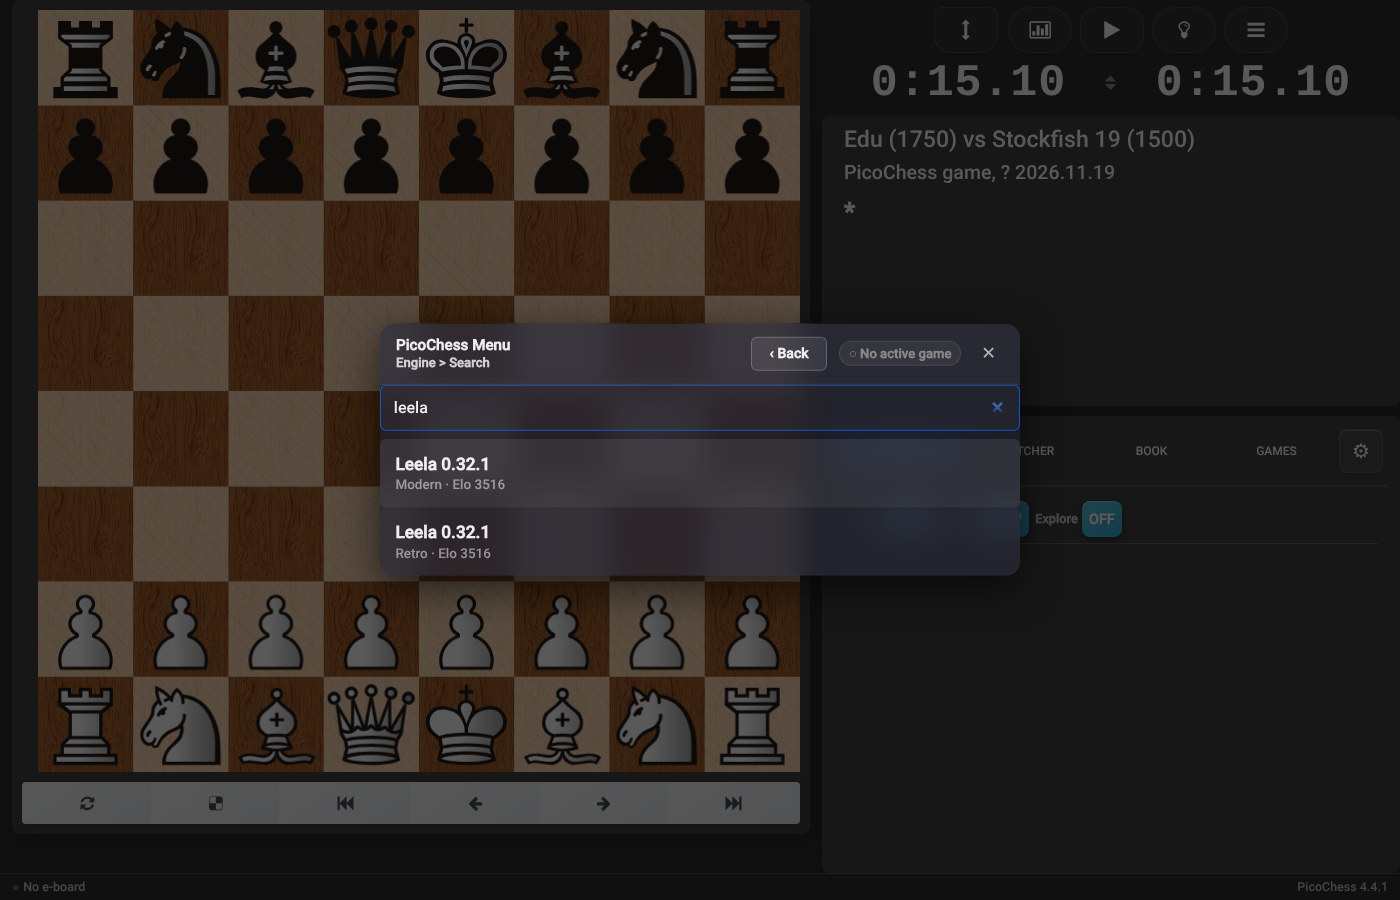 0:15.10 0:15.10
Edu (1750) vs Stockfish 19 (1500)
PicoChess game, ? 2026.11.19
*
PicoChess Menu
Engine > Search
‹ Back
No active game
×
leela
×
Leela 0.32.1
Modern · Elo 3516
Leela 0.32.1
Retro · Elo 3516
TCHER BOOK GAMES
Explore OFF
No e-board
PicoChess 4.4.1